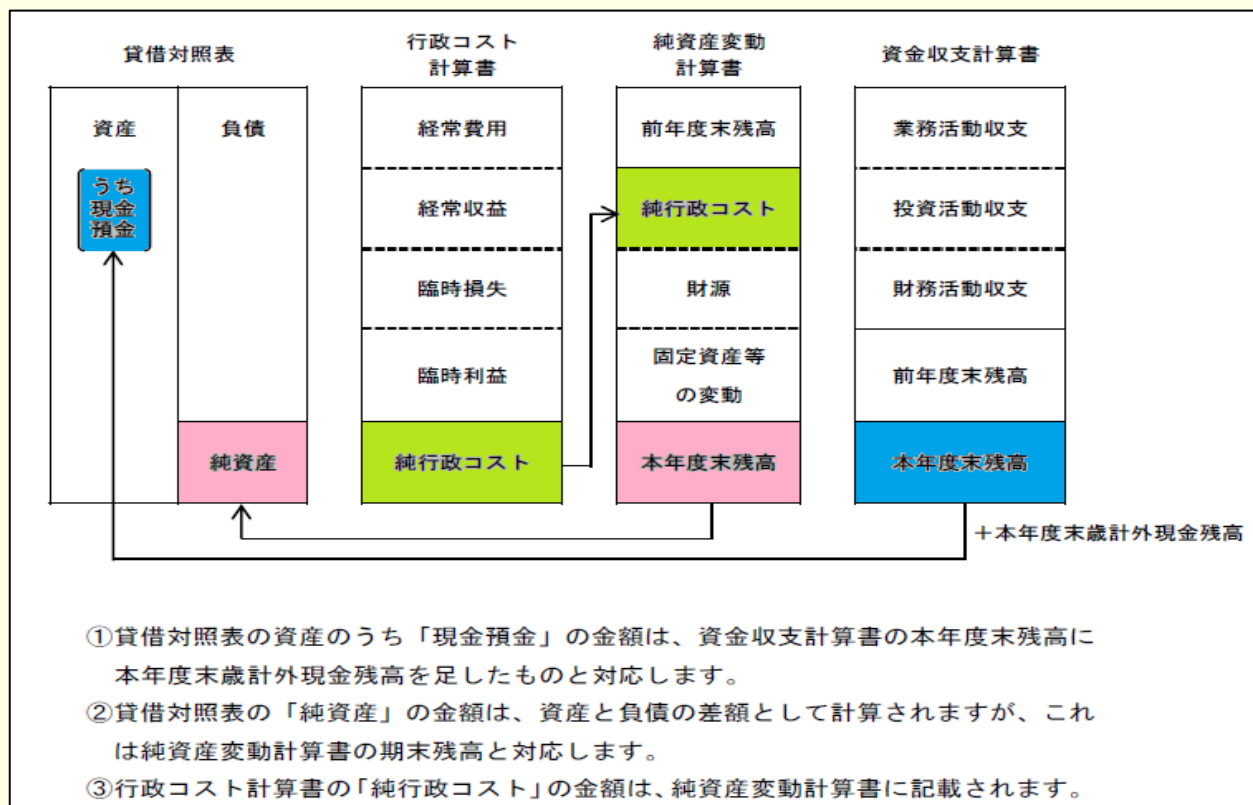 貸借対照表
資産
うち
現金
預金
負債
純資産
行政コスト
計算書
経常費用
経常収益
臨時損失
臨時利益
純行政コスト
純資産変動
計算書
前年度末残高
純行政コスト
財源
固定資産等
の変動
本年度末残高
資金収支計算書
業務活動収支
投資活動収支
財務活動収支
前年度末残高
本年度末残高
+本年度末歳計外現金残高
①貸借対照表の資産のうち「現金預金」の金額は、資金収支計算書の本年度末残高に
本年度末歳計外現金残高を足したものと対応します。
②貸借対照表の「純資産」の金額は、資産と負債の差額として計算されますが、これ
は純資産変動計算書の期末残高と対応します。
③行政コスト計算書の「純行政コスト」の金額は、純資産変動計算書に記載されます。